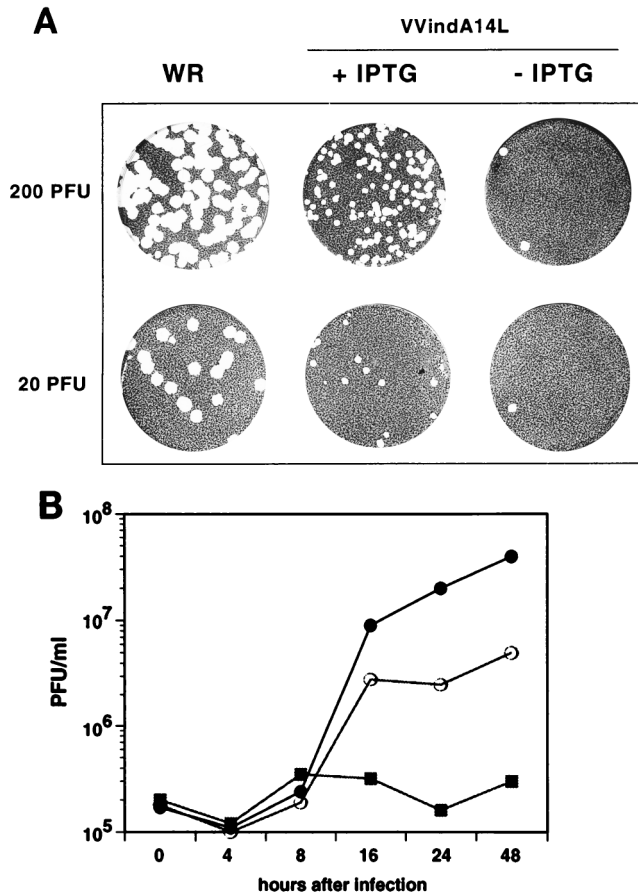 A
VVindA14L
WR
+ IPTG
- IPTG
200 PFU
20 PFU
B
10^8
10^7
10^6
10^5
PFU/ml
0 4 8 16 24 48
hours after infection